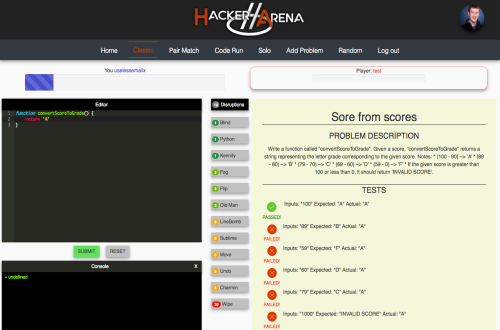 HACKER ARENA
Home
Classic
Pair Match
Code Run
Solo
Add Problem
Random
Log out
You uselessemailx
Player: test
Editor
1 function convertScoreToGrade() {
2 return 'A'
3 }
SUBMIT
RESET
Console
X
undefined
Disruptions
Blind
Python
Kennify
Fog
Flip
Old Man
LineBomb
Sublime
Move
Undo
Charmin
Wipe
Sore from scores
PROBLEM DESCRIPTION
Write a function called "convertScoreToGrade". Given a score, "convertScoreToGrade" returns a
string representing the letter grade corresponding to the given score. Notes: * (100 - 90) --> 'A' * (89
- 80) --> 'B' * (79 - 70) --> 'C' * (69 - 60) --> 'D' * (59 - 0) --> 'F' * If the given score is greater than
100 or less than 0, it should return 'INVALID SCORE'.
TESTS
Inputs: "100" Expected: "A" Actual: "A"
PASSED!
Inputs: "89" Expected: "B" Actual: "A"
FAILED!
Inputs: "59" Expected: "F" Actual: "A"
FAILED!
Inputs: "60" Expected: "D" Actual: "A"
FAILED!
Inputs: "79" Expected: "C" Actual: "A"
FAILED!
Inputs: "1000" Expected: "INVALID SCORE" Actual: "A"
FAILED!